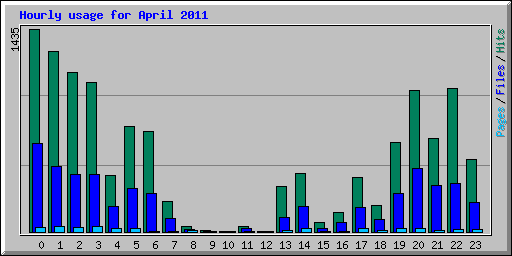 Hourly usage for April 2011
1435
Pages/Files/Hits
0 1 2 3 4 5 6 7 8 9 10 11 12 13 14 15 16 17 18 19 20 21 22 23